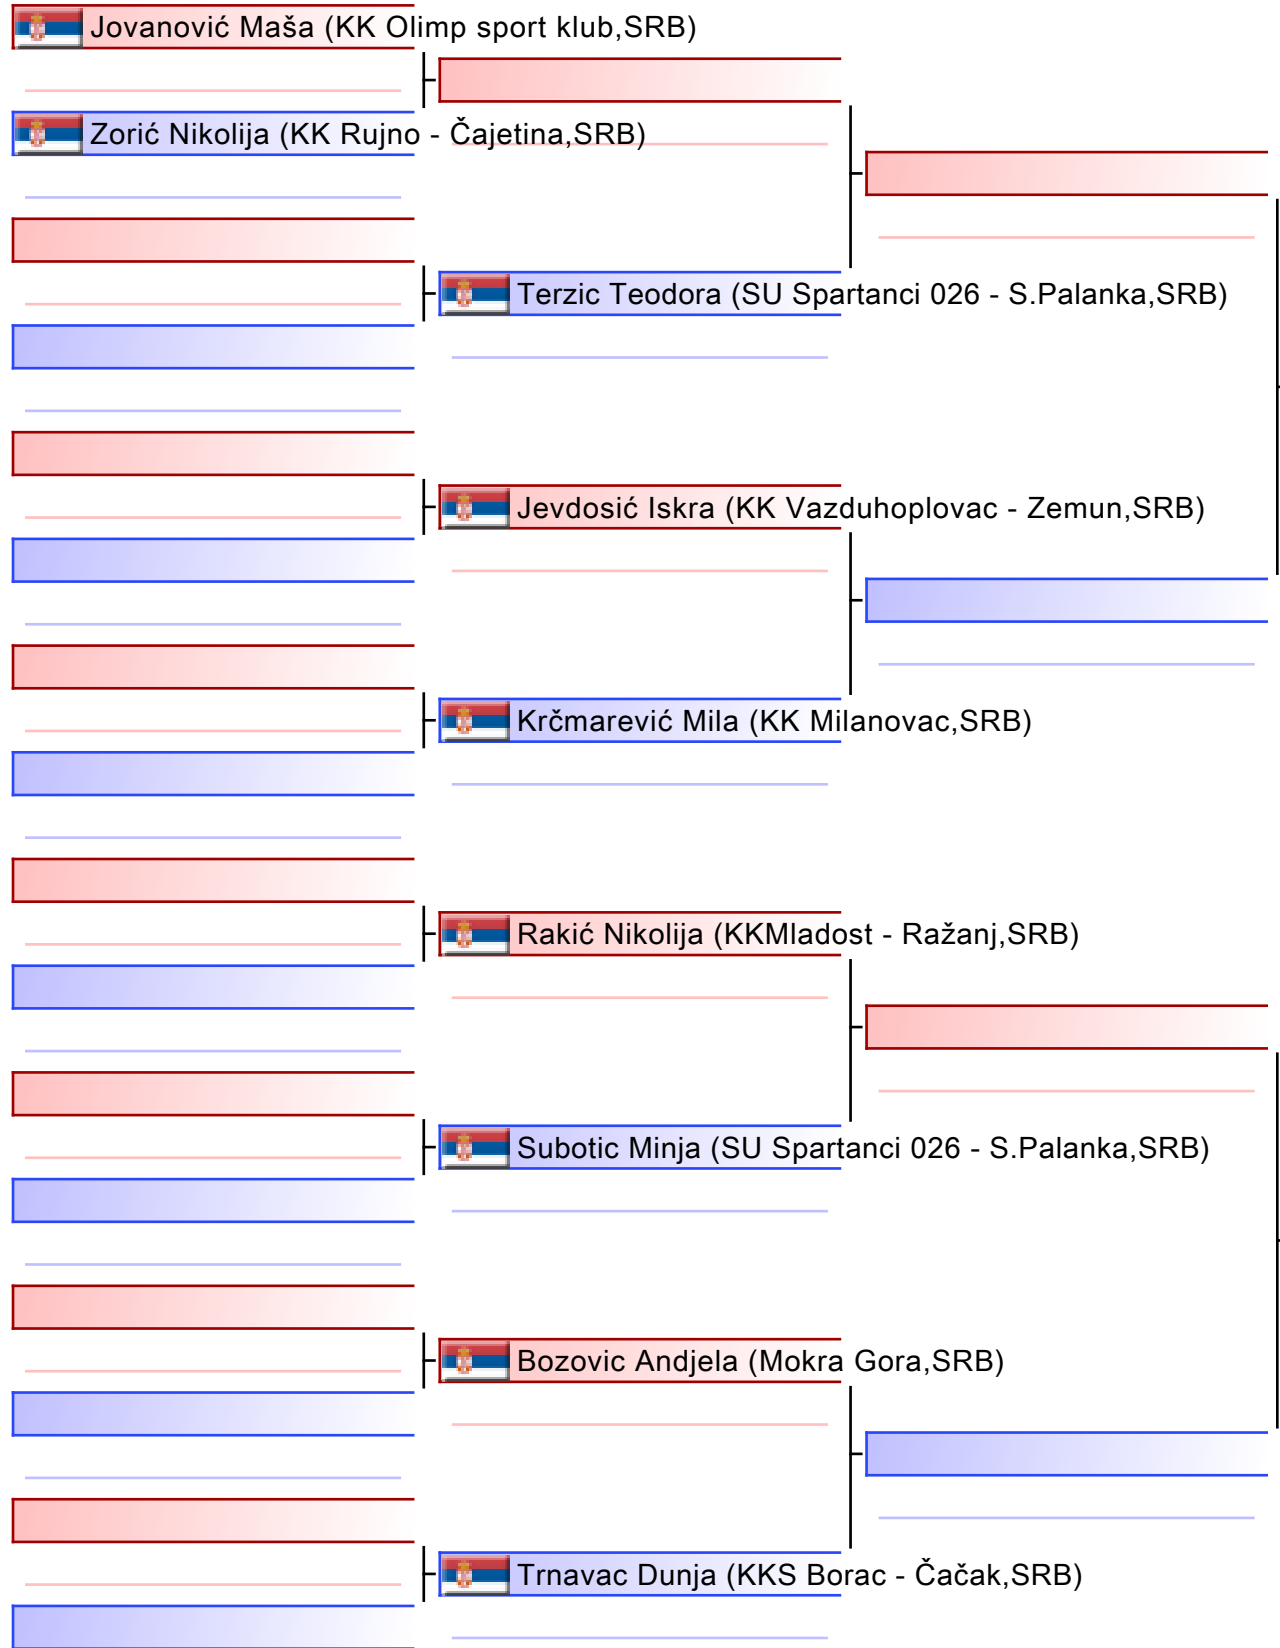 Jovanović Maša (KK Olimp sport klub,SRB)
Zorić Nikolija (KK Rujno - Čajetina,SRB)
Terzic Teodora (SU Spartanci 026 - S.Palanka,SRB)
Jevdosić Iskra (KK Vazduhoplovac - Zemun,SRB)
Krčmarević Mila (KK Milanovac,SRB)
Rakić Nikolija (KKMladost - Ražanj,SRB)
Subotic Minja (SU Spartanci 026 - S.Palanka,SRB)
Bozovic Andjela (Mokra Gora,SRB)
Trnavac Dunja (KKS Borac - Čačak,SRB)